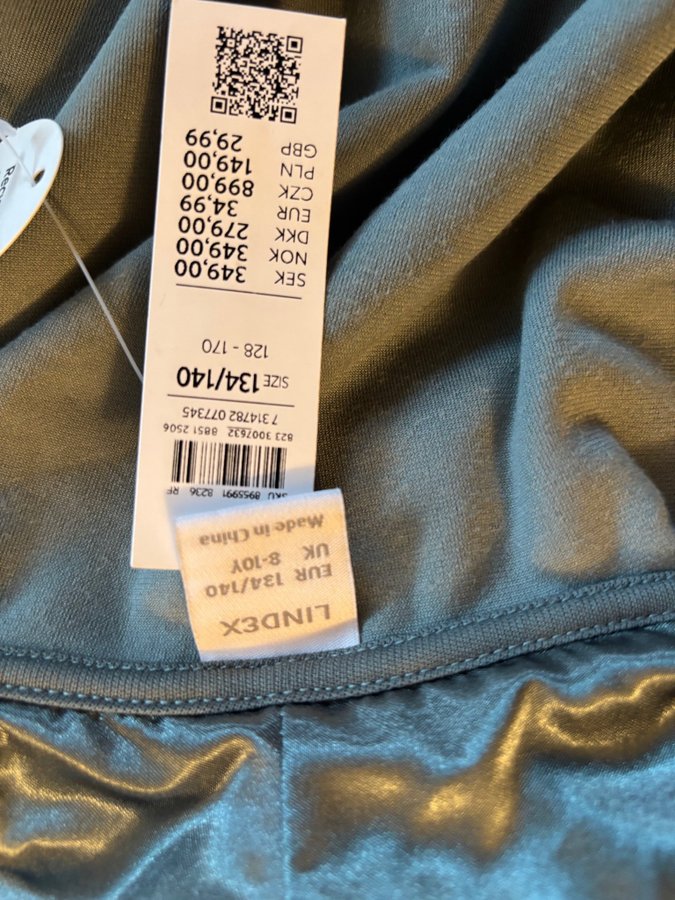 LINDEX
EUR 134/140
UK 8-10Y
Made in China
SKU 8955991 8236 RF
823 3007632 8851 2506
7 314782 077345
SIZE 134/140
128 - 170
SEK 349,00
NOK 349,00
DKK 279,00
EUR 34,99
CZK 899,00
PLN 149,00
GBP 29,99